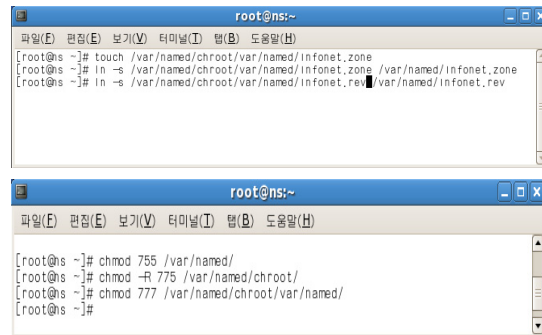 root@ns:~
파일(F) 편집(E) 보기(V) 터미널(T) 탭(B) 도움말(H)
[root@ns ~]# touch /var/named/chroot/var/named/infonet.zone
[root@ns ~]# ln -s /var/named/chroot/var/named/infonet.zone /var/named/infonet.zone
[root@ns ~]# ln -s /var/named/chroot/var/named/infonet.rev /var/named/infonet.rev
root@ns:~
파일(F) 편집(E) 보기(V) 터미널(T) 탭(B) 도움말(H)
[root@ns ~]# chmod 755 /var/named/
[root@ns ~]# chmod -R 775 /var/named/chroot/
[root@ns ~]# chmod 777 /var/named/chroot/var/named/
[root@ns ~]#